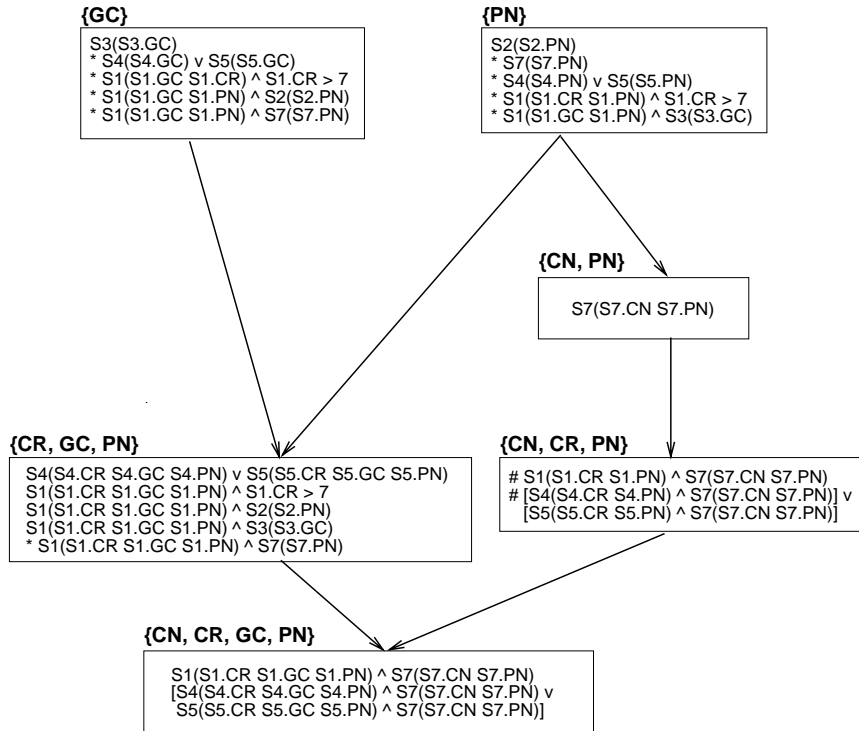 {GC}
S3(S3.GC)
* S4(S4.GC) v S5(S5.GC)
* S1(S1.GC S1.CR) ^ S1.CR > 7
* S1(S1.GC S1.PN) ^ S2(S2.PN)
* S1(S1.GC S1.PN) ^ S7(S7.PN)
{PN}
S2(S2.PN)
* S7(S7.PN)
* S4(S4.PN) v S5(S5.PN)
* S1(S1.CR S1.PN) ^ S1.CR > 7
* S1(S1.GC S1.PN) ^ S3(S3.GC)
{CN, PN}
S7(S7.CN S7.PN)
{CR, GC, PN}
S4(S4.CR S4.GC S4.PN) v S5(S5.CR S5.GC S5.PN)
S1(S1.CR S1.GC S1.PN) ^ S1.CR > 7
S1(S1.CR S1.GC S1.PN) ^ S2(S2.PN)
S1(S1.CR S1.GC S1.PN) ^ S3(S3.GC)
* S1(S1.CR S1.GC S1.PN) ^ S7(S7.PN)
{CN, CR, PN}
# S1(S1.CR S1.PN) ^ S7(S7.CN S7.PN)
# [S4(S4.CR S4.PN) ^ S7(S7.CN S7.PN)] v
[S5(S5.CR S5.PN) ^ S7(S7.CN S7.PN)]
{CN, CR, GC, PN}
S1(S1.CR S1.GC S1.PN) ^ S7(S7.CN S7.PN)
[S4(S4.CR S4.GC S4.PN) ^ S7(S7.CN S7.PN) v
S5(S5.CR S5.GC S5.PN) ^ S7(S7.CN S7.PN)]